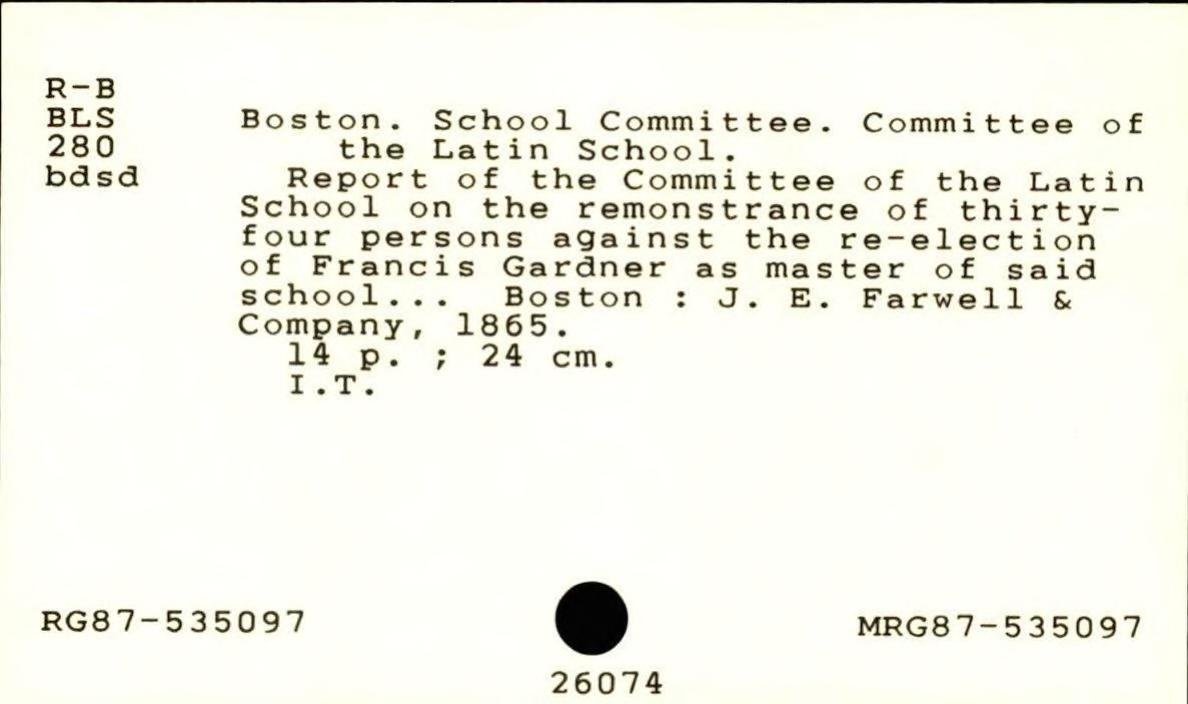 R-B
BLS
280
bdsd
Boston. School Committee. Committee of
the Latin School.
Report of the Committee of the Latin
School on the remonstrance of thirty-
four persons against the re-election
of Francis Gardner as master of said
school... Boston : J. E. Farwell &
Company, 1865.
14 p. ; 24 cm.
I.T.
RG87-535097
MRG87-535097
26074